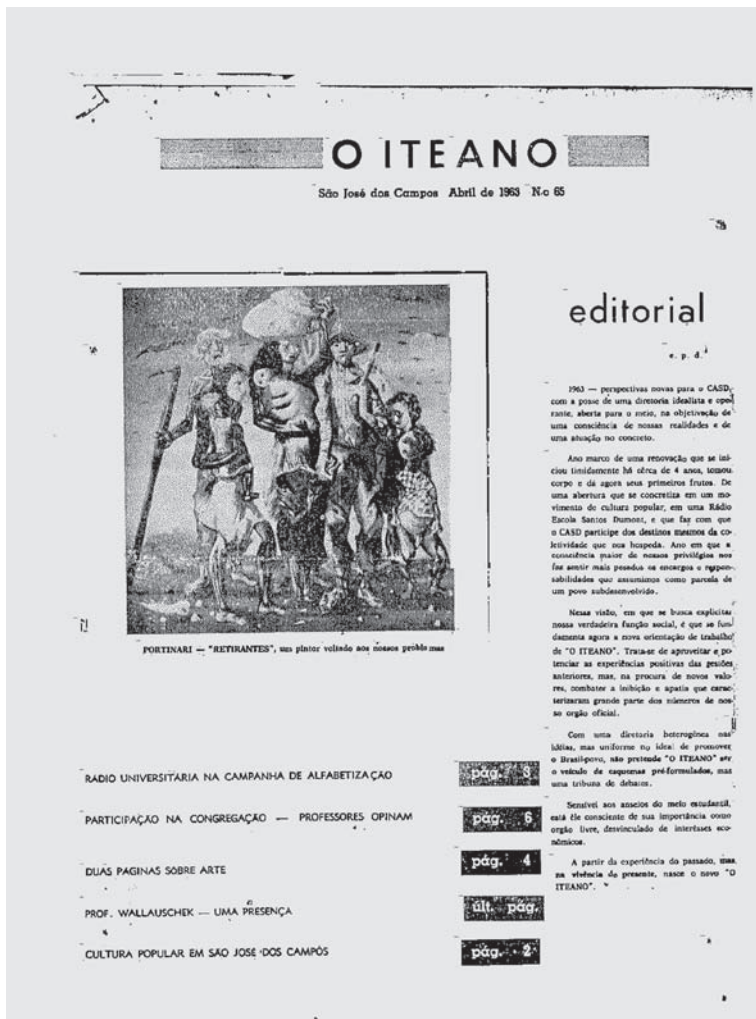 O ITEANO
São José dos Campos Abril de 1963 N.o 65
PORTINARI — "RETIRANTES", um pintor voltado aos nossos problemas
editorial
e. p. d.
1963 — perspectivas novas para o CASD,
com a posse de uma diretoria idealista e ope-
rante, aberta para o meio, na objetivação de
uma consciência de nossas realidades e de
uma atuação no concreto.
Ano marco de uma renovação que se ini-
ciou timidamente há cêrca de 4 anos, tomou
corpo e dá agora seus primeiros frutos. De
uma abertura que se concretiza em um mo-
vimento de cultura popular, em uma Rádio
Escola Santos Dumont, e que faz com que
o CASD participe dos destinos mesmos da co-
letividade que nos hospeda. Ano em que a
consciência maior de nossos privilégios nos
faz sentir mais pesados os encargos e respon-
sabilidades que assumimos como parcela de
um povo subdesenvolvido.
Nessa visão, em que se busca explicitar
nossa verdadeira função social, é que se fun-
damenta agora a nova orientação de trabalho
de "O ITEANO". Trata-se de aproveitar e po-
tenciar as experiências positivas das gestões
anteriores, mas, na procura de novos valo-
res, combater a inibição e apatia que carac-
terizaram grande parte dos números de nos-
so orgão oficial.
Com uma diretoria heterogênea nas
idéias, mas uniforme no ideal de promover
o Brasil-povo, não pretende "O ITEANO" ser
o veículo de esquemas pré-formulados, mas
uma tribuna de debates.
Sensível aos anseios do meio estudantil,
está êle consciente de sua importância como
orgão livre, desvinculado de interêsses eco-
nômicos.
A partir da experiência do passado, mas
na vivência do presente, nasce o novo "O
ITEANO".
RADIO UNIVERSITARIA NA CAMPANHA DE ALFABETIZAÇÃO pág. 3
PARTICIPAÇÃO NA CONGREGAÇÃO — PROFESSORES OPINAM pág. 6
DUAS PAGINAS SOBRE ARTE pág. 4
PROF. WALLAUSCHEK — UMA PRESENÇA últ. pág.
CULTURA POPULAR EM SÃO JOSÉ DOS CAMPOS pág. 2